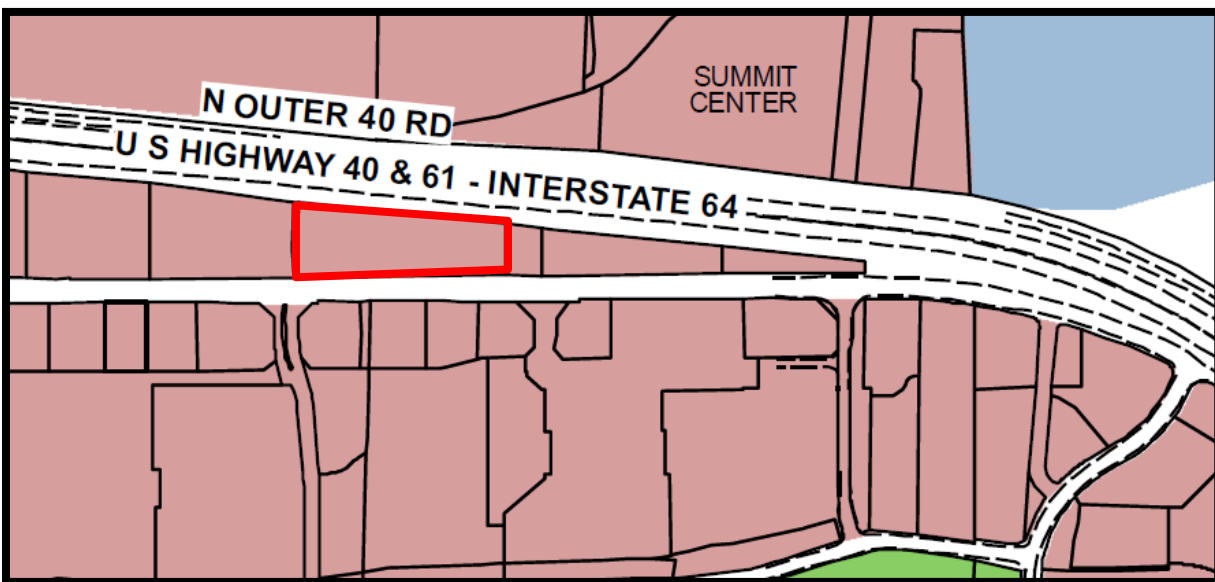 SUMMIT
CENTER
N OUTER 40 RD
U S HIGHWAY 40 & 61 - INTERSTATE 64